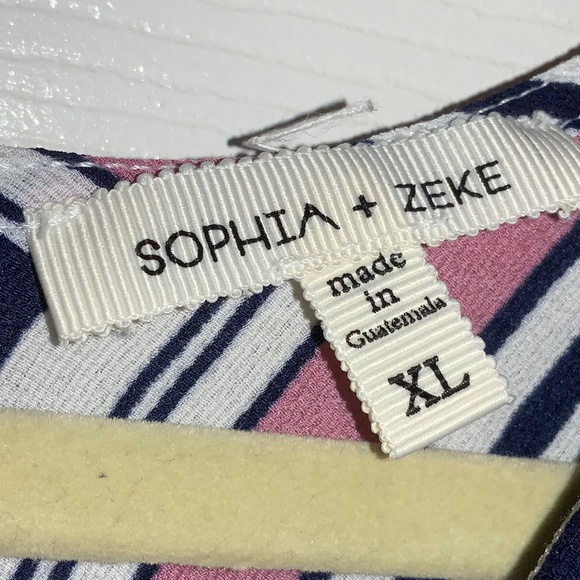 SOPHIA + ZEKE
made
in
Guatemala
XL